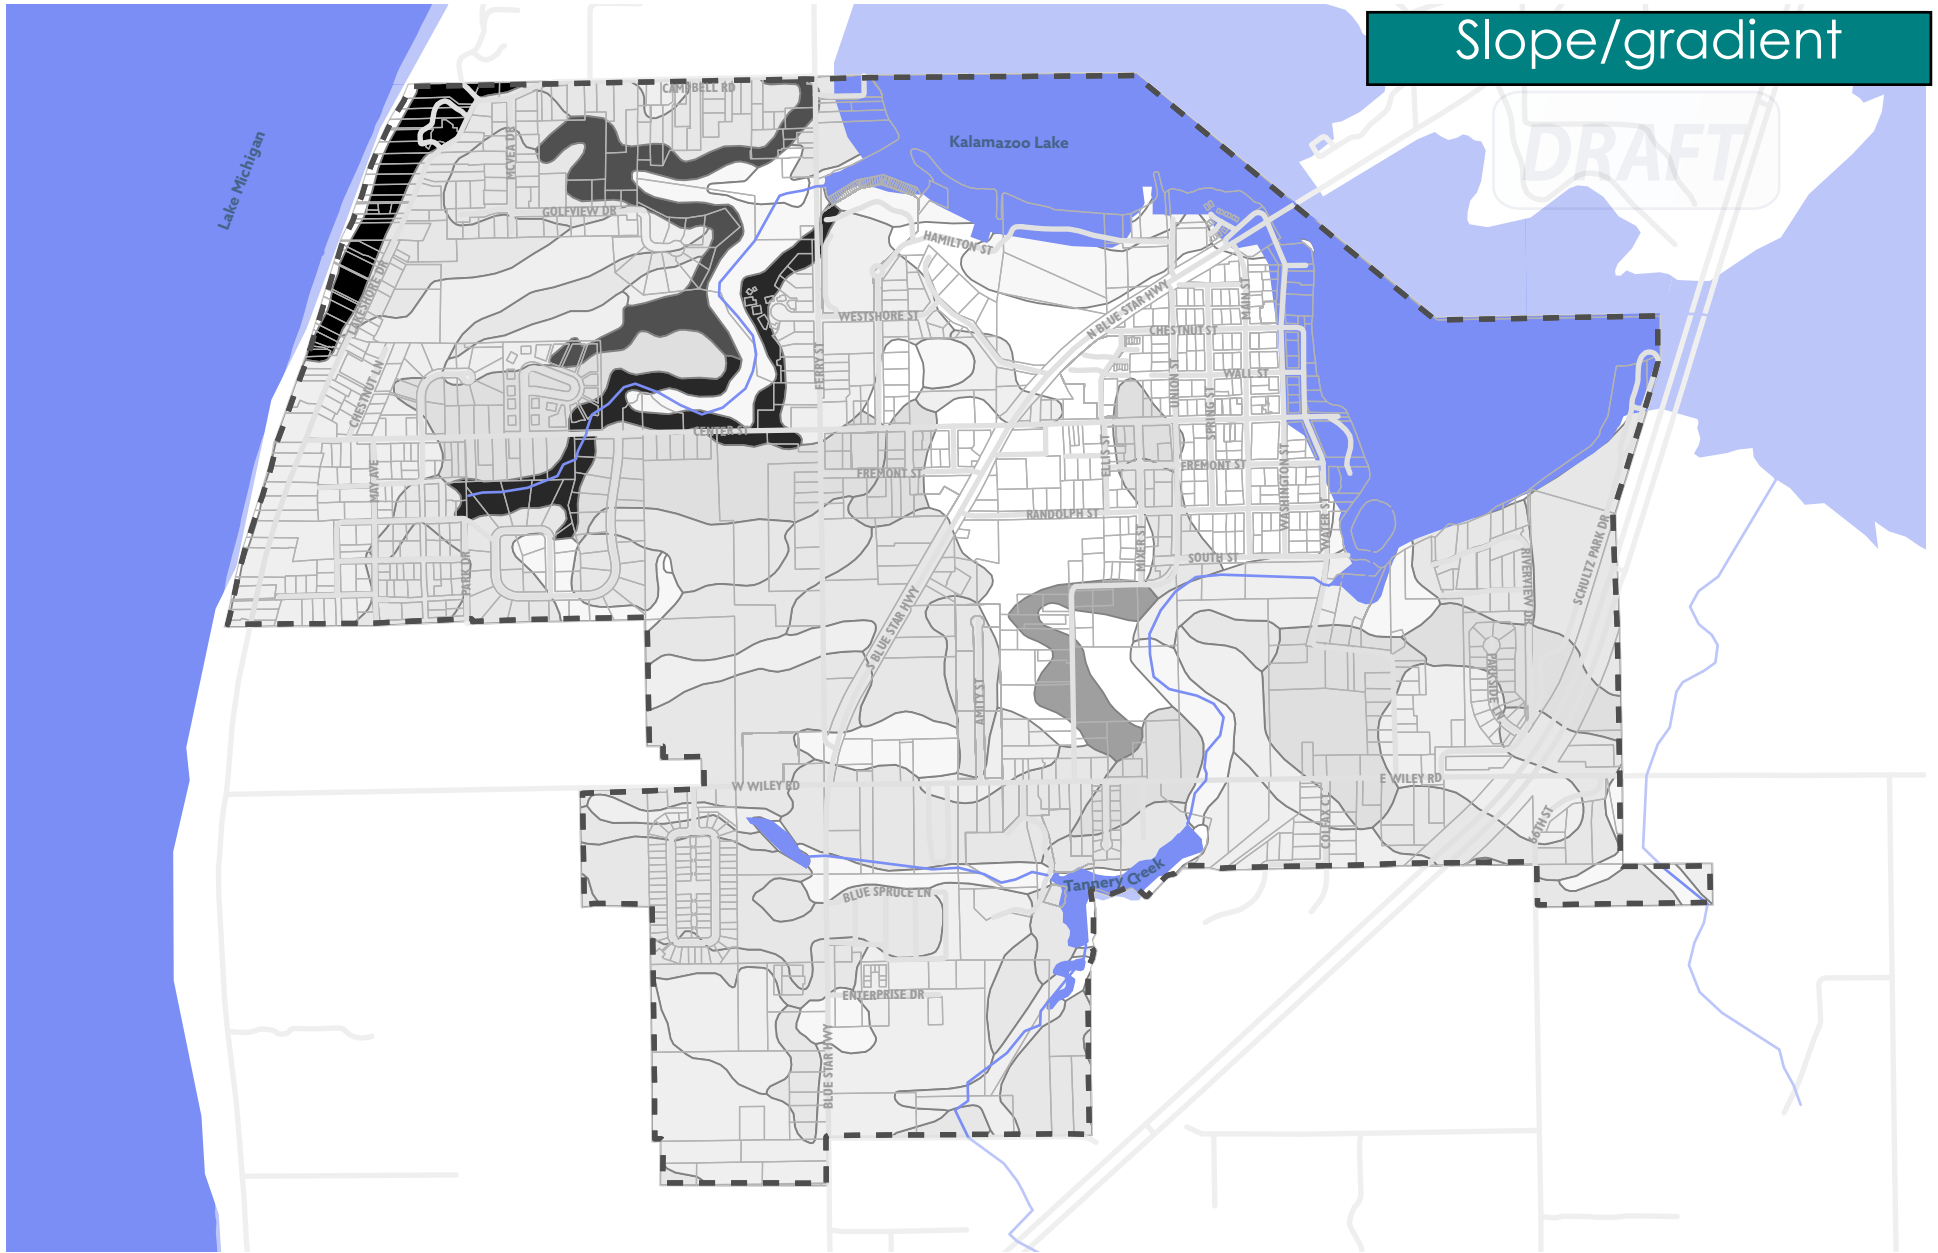 Slope/gradient
DRAFT
CAMPBELL RD
Kalamazoo Lake
Lake Michigan
MCVEA DR
GOLFVIEW DR
HAMILTON ST
LAKESHORE DR
N BLUE STAR HWY
MAIN ST
WESTSHORE ST
CHESTNUT ST
FERRY ST
CHESTNUT LN
UNION ST
WALL ST
SPRING ST
CENTER ST
ELLIS ST
MAY AVE
FREMONT ST
FREMONT ST
WASHINGTON ST
RANDOLPH ST
WATER ST
MIXER ST
SOUTH ST
PARK DR
RIVERVIEW DR
SCHULTZ PARK DR
S BLUE STAR HWY
AMITY ST
PARKSIDE
W WILEY RD
E WILEY RD
COLFAX CT
66TH ST
Tannery Creek
BLUE SPRUCE LN
ENTERPRISE DR
BLUE STAR HWY